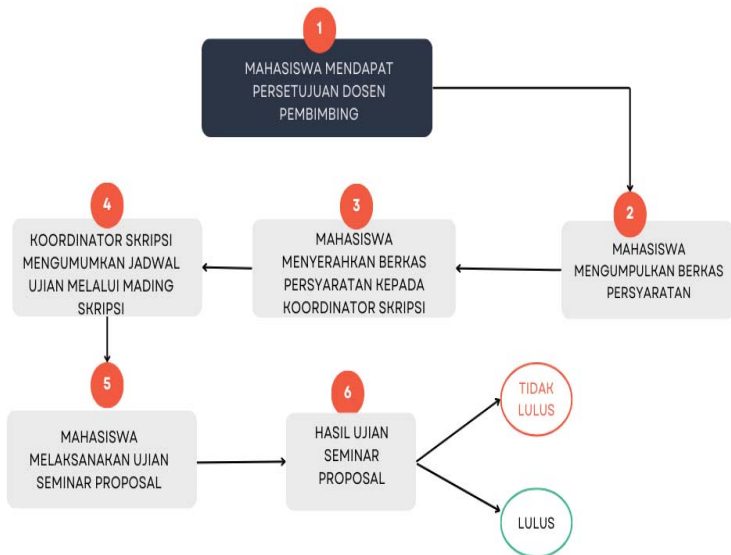 1
MAHASISWA MENDAPAT
PERSETUJUAN DOSEN
PEMBIMBING
2
MAHASISWA
MENGUMPULKAN BERKAS
PERSYARATAN
3
MAHASISWA
MENYERAHKAN BERKAS
PERSYARATAN KEPADA
KOORDINATOR SKRIPSI
4
KOORDINATOR SKRIPSI
MENGUMUMKAN JADWAL
UJIAN MELALUI MADING
SKRIPSI
5
MAHASISWA
MELAKSANAKAN UJIAN
SEMINAR PROPOSAL
6
HASIL UJIAN
SEMINAR
PROPOSAL
TIDAK
LULUS
LULUS